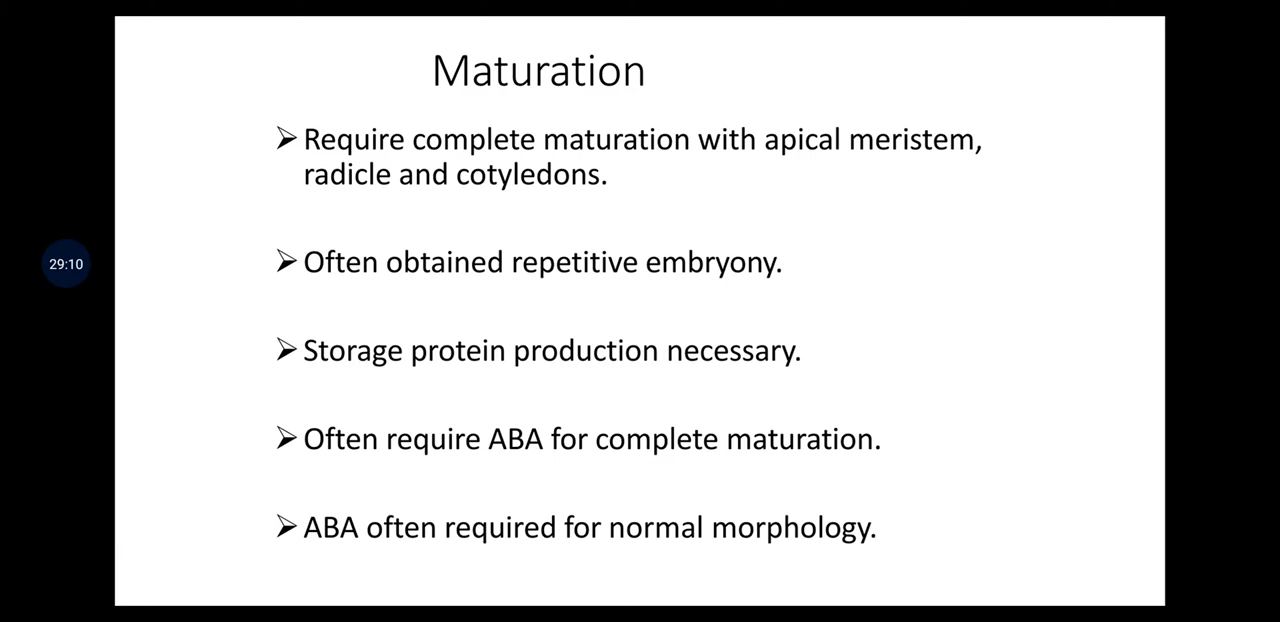 Maturation
➢Require complete maturation with apical meristem,
radicle and cotyledons.
➢Often obtained repetitive embryony.
29:10
➢Storage protein production necessary.
➢Often require ABA for complete maturation.
➢ABA often required for normal morphology.